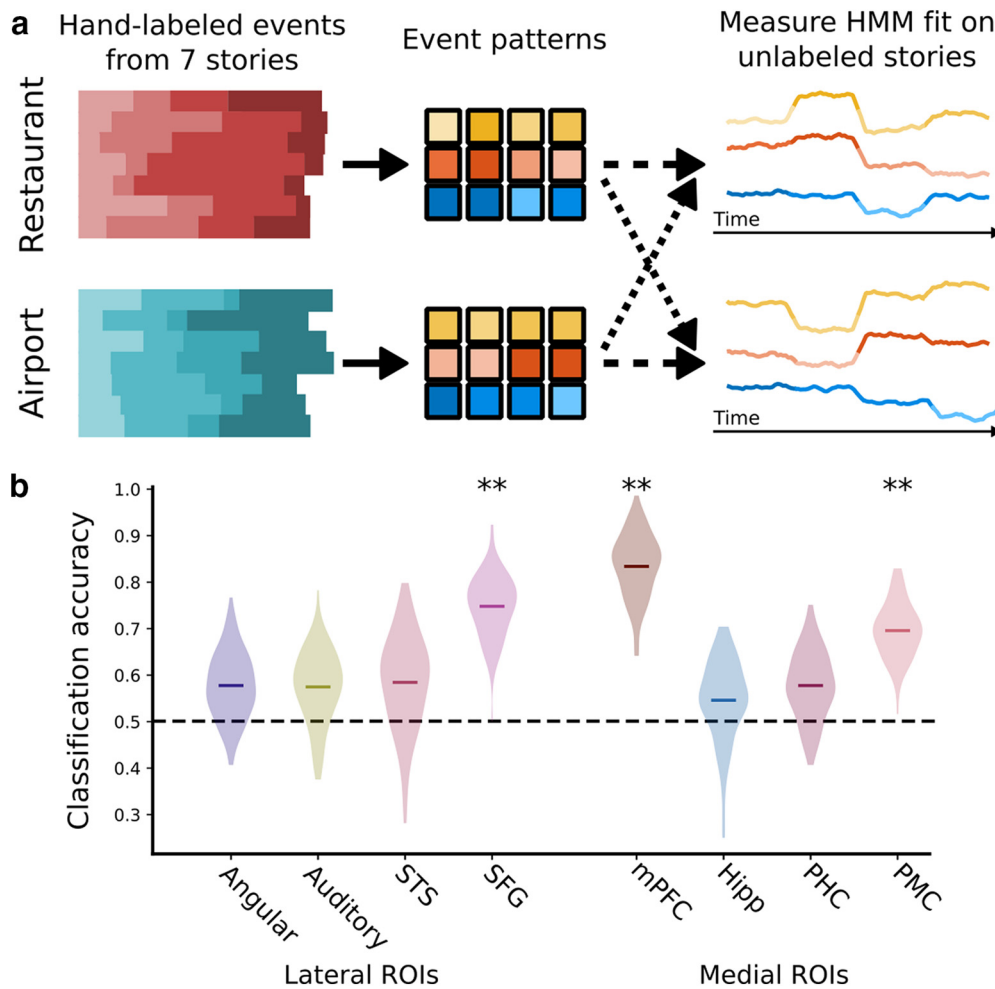 a
Hand-labeled events
from 7 stories
Event patterns
Measure HMM fit on
unlabeled stories
Restaurant
Time
Airport
Time
b
Classification accuracy
1.0
0.9
0.8
0.7
0.6
0.5
0.4
0.3
**
**
**
Angular
Auditory
STS
SFG
mPFC
Hipp
PHC
PMC
Lateral ROIs
Medial ROIs